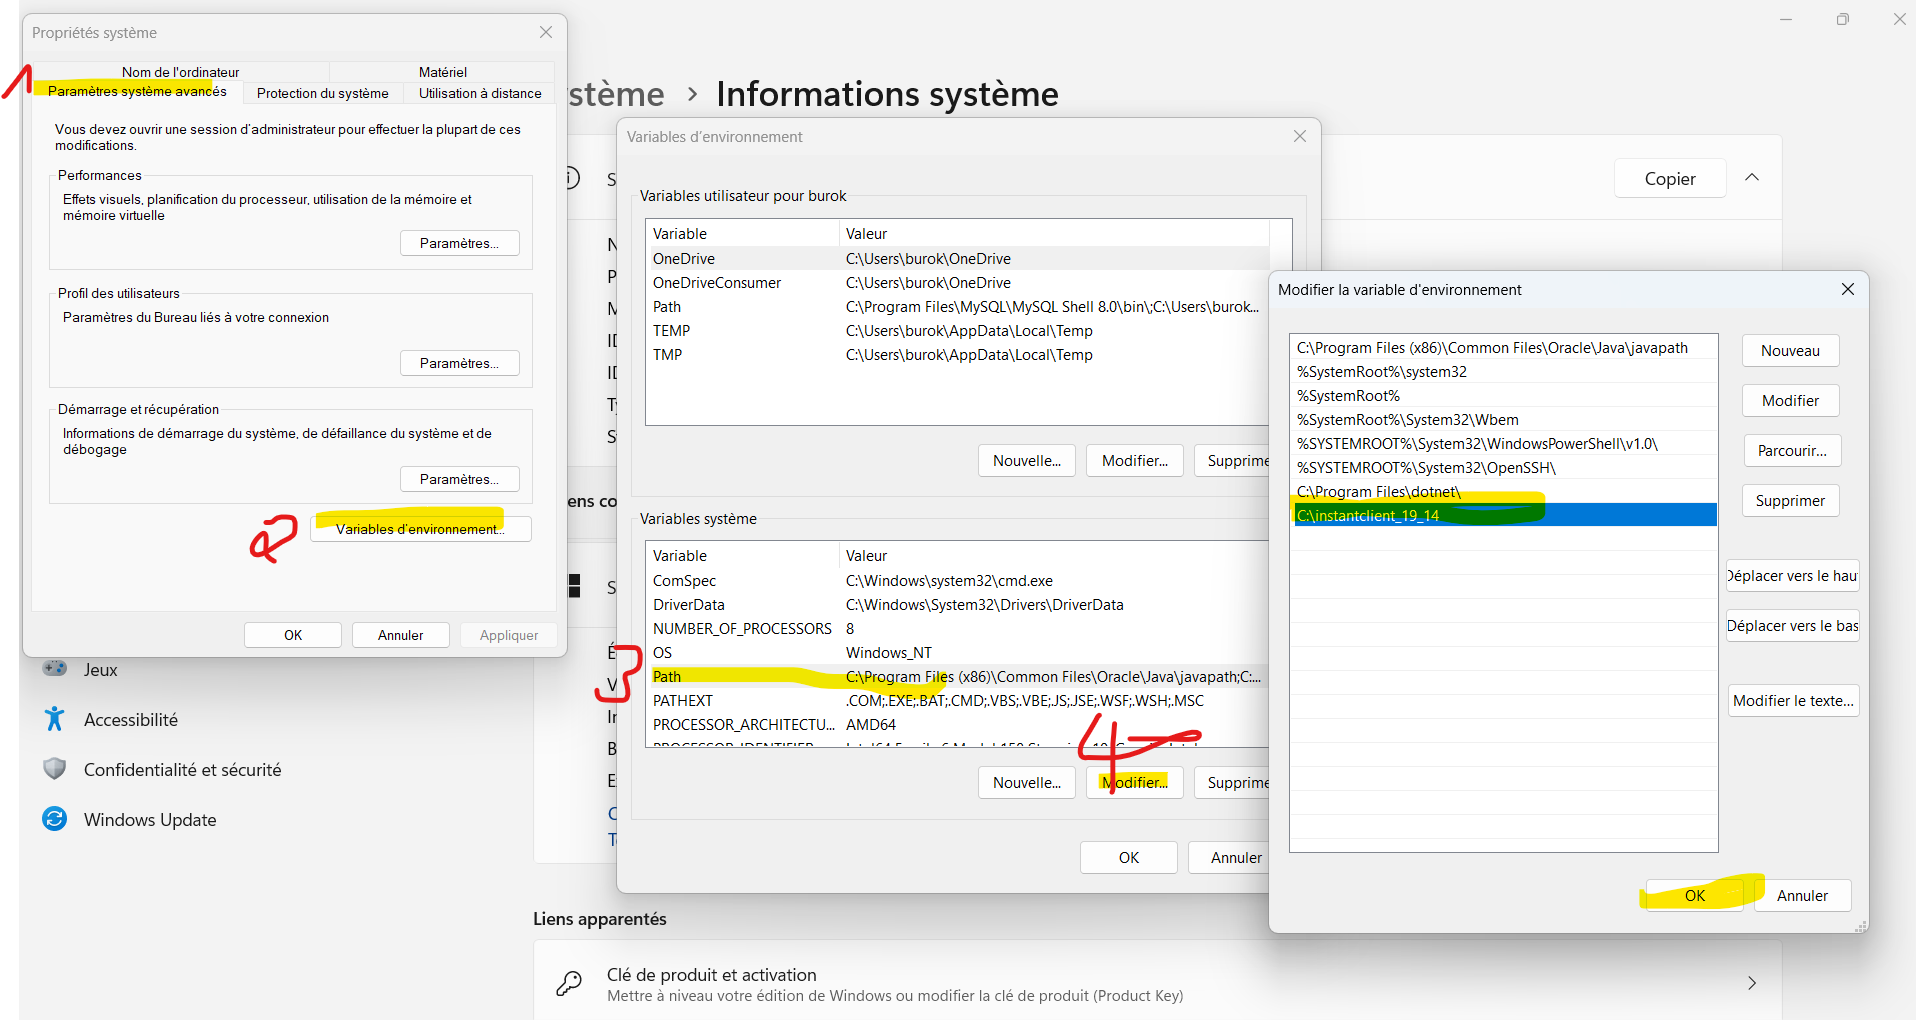 Propriétés système
Nom de l'ordinateur
Matériel
Paramètres système avancés
Protection du système
Utilisation à distance
1
Vous devez ouvrir une session d'administrateur pour effectuer la plupart de ces
modifications.
Performances
Effets visuels, planification du processeur, utilisation de la mémoire et
mémoire virtuelle
Paramètres...
Profil des utilisateurs
Paramètres du Bureau liés à votre connexion
Paramètres...
Démarrage et récupération
Informations de démarrage du système, de défaillance du système et de
débogage
Paramètres...
2
Variables d'environnement...
OK
Annuler
Appliquer
Jeux
Accessibilité
Confidentialité et sécurité
Windows Update
stème > Informations système
Copier
Variables d'environnement
Variables utilisateur pour burok
Variable Valeur
OneDrive C:\Users\burok\OneDrive
OneDriveConsumer C:\Users\burok\OneDrive
Path C:\Program Files\MySQL\MySQL Shell 8.0\bin\;C:\Users\burok...
TEMP C:\Users\burok\AppData\Local\Temp
TMP C:\Users\burok\AppData\Local\Temp
Nouvelle...
Modifier...
Supprime
ens co
Variables système
Variable Valeur
ComSpec C:\Windows\system32\cmd.exe
DriverData C:\Windows\System32\Drivers\DriverData
NUMBER_OF_PROCESSORS 8
OS Windows_NT
3
Path C:\Program Files (x86)\Common Files\Oracle\Java\javapath;C:...
PATHEXT .COM;.EXE;.BAT;.CMD;.VBS;.VBE;.JS;.JSE;.WSF;.WSH;.MSC
PROCESSOR_ARCHITECTU... AMD64
4
Nouvelle...
Modifier...
Supprime
OK
Annuler
Modifier la variable d'environnement
C:\Program Files (x86)\Common Files\Oracle\Java\javapath
%SystemRoot%\system32
%SystemRoot%
%SystemRoot%\System32\Wbem
%SYSTEMROOT%\System32\WindowsPowerShell\v1.0\
%SYSTEMROOT%\System32\OpenSSH\
C:\Program Files\dotnet\
C:\instantclient_19_14
Nouveau
Modifier
Parcourir...
Supprimer
Déplacer vers le hau
Déplacer vers le bas
Modifier le texte...
OK
Annuler
Liens apparentés
Clé de produit et activation
Mettre à niveau votre édition de Windows ou modifier la clé de produit (Product Key)